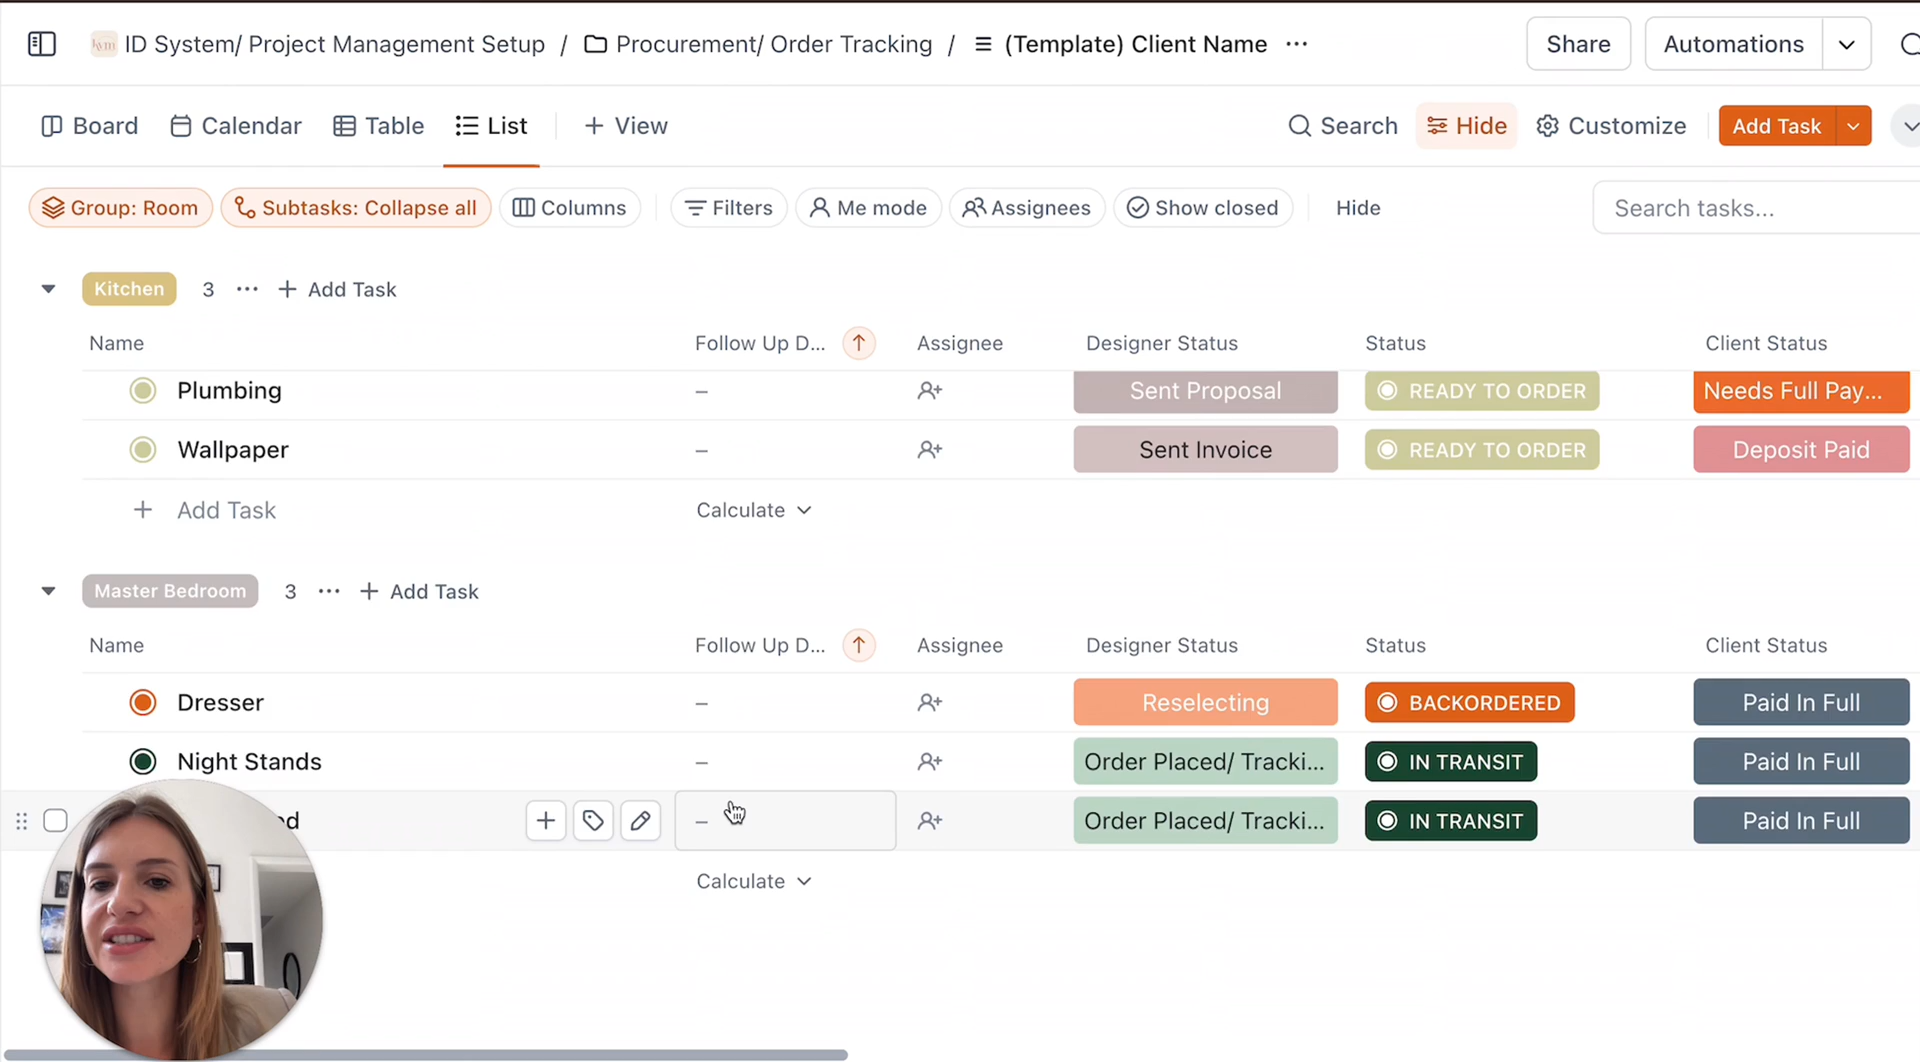 kvm ID System/ Project Management Setup / Procurement/ Order Tracking / (Template) Client Name ... Share Automations
Board Calendar Table List + View Search Hide Customize Add Task
Group: Room Subtasks: Collapse all Columns Filters Me mode Assignees Show closed Hide Search tasks...
Kitchen 3 ... + Add Task
Name Follow Up D... Assignee Designer Status Status Client Status
Plumbing – Sent Proposal READY TO ORDER Needs Full Pay...
Wallpaper – Sent Invoice READY TO ORDER Deposit Paid
+ Add Task Calculate
Master Bedroom 3 ... + Add Task
Name Follow Up D... Assignee Designer Status Status Client Status
Dresser – Reselecting BACKORDERED Paid In Full
Night Stands – Order Placed/ Tracki... IN TRANSIT Paid In Full
– Order Placed/ Tracki... IN TRANSIT Paid In Full
Calculate